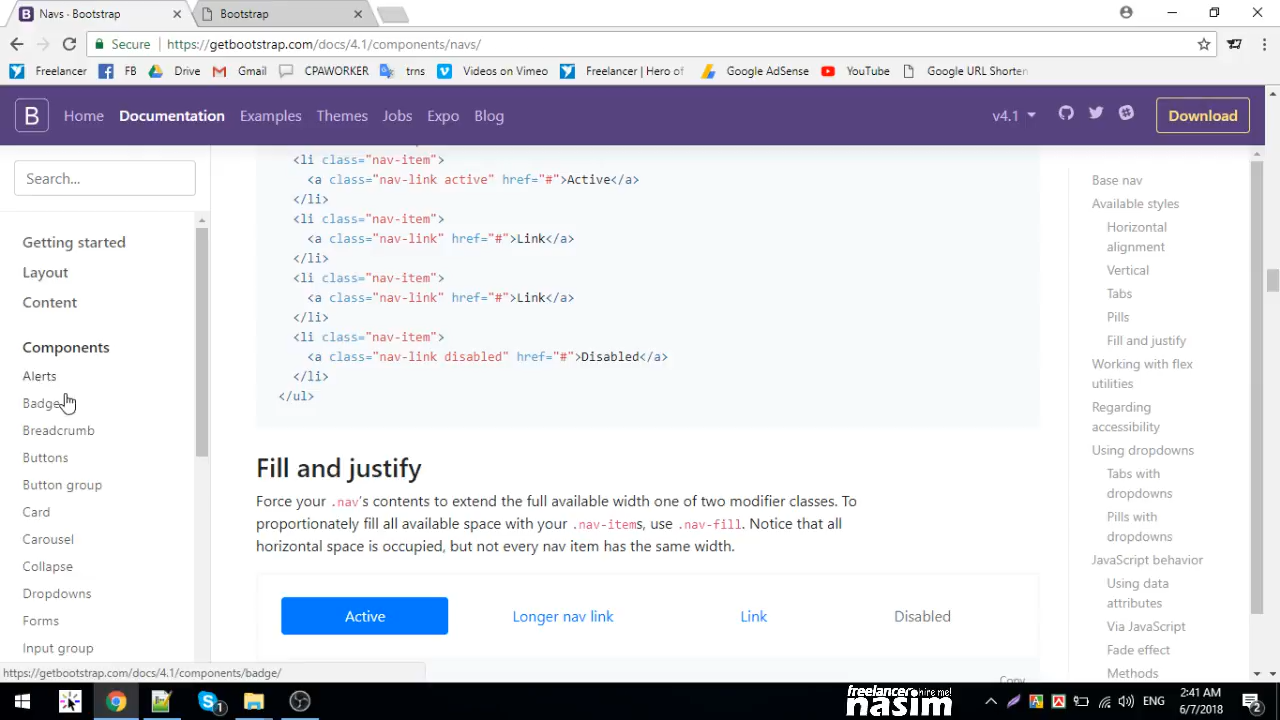 Navs · Bootstrap
Bootstrap
Secure
https://getbootstrap.com/docs/4.1/components/navs/
Freelancer
FB
Drive
Gmail
CPAWORKER
trns
Videos on Vimeo
Freelancer | Hero of
Google AdSense
YouTube
Google URL Shorten
B
Home
Documentation
Examples
Themes
Jobs
Expo
Blog
v4.1
Download
Search...
Getting started
Layout
Content
Components
Alerts
Badge
Breadcrumb
Buttons
Button group
Card
Carousel
Collapse
Dropdowns
Forms
Input group
<li class="nav-item">
<a class="nav-link active" href="#">Active</a>
</li>
<li class="nav-item">
<a class="nav-link" href="#">Link</a>
</li>
<li class="nav-item">
<a class="nav-link" href="#">Link</a>
</li>
<li class="nav-item">
<a class="nav-link disabled" href="#">Disabled</a>
</li>
</ul>
Fill and justify
Force your .nav's contents to extend the full available width one of two modifier classes. To
proportionately fill all available space with your .nav-items, use .nav-fill. Notice that all
horizontal space is occupied, but not every nav item has the same width.
Active
Longer nav link
Link
Disabled
Copy
Base nav
Available styles
Horizontal
alignment
Vertical
Tabs
Pills
Fill and justify
Working with flex
utilities
Regarding
accessibility
Using dropdowns
Tabs with
dropdowns
Pills with
dropdowns
JavaScript behavior
Using data
attributes
Via JavaScript
Fade effect
Methods
https://getbootstrap.com/docs/4.1/components/badge/
freelancer hire me!
nasim
ENG
2:41 AM
6/7/2018
1
2